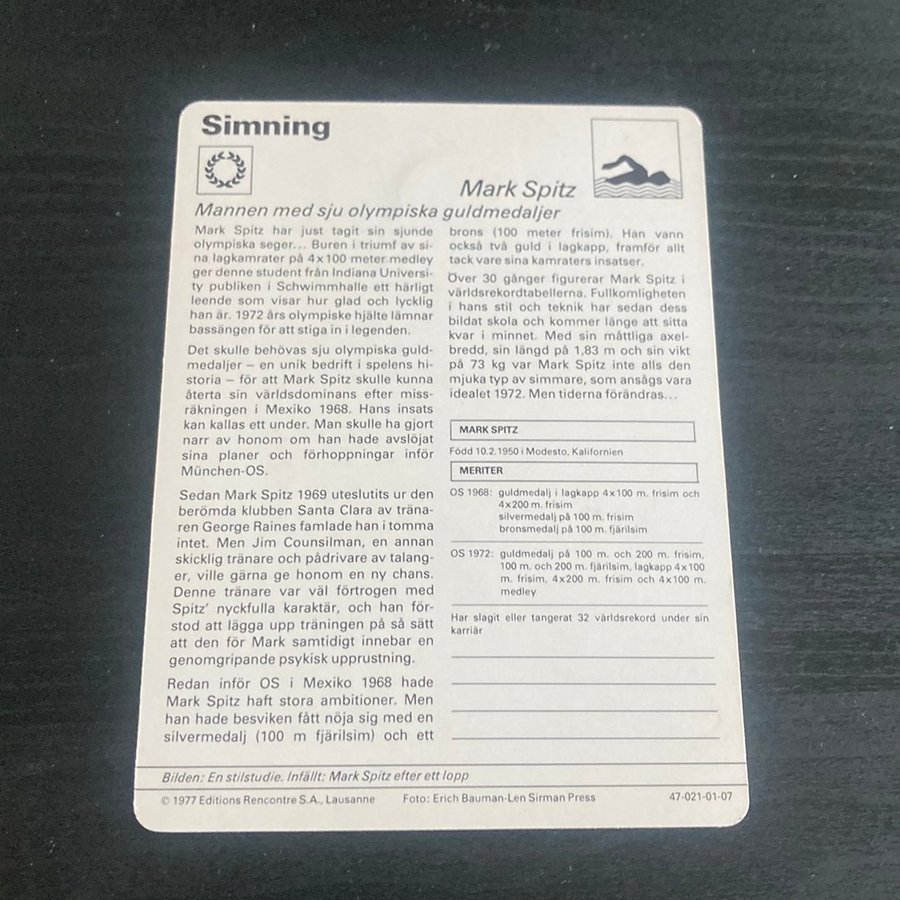 Simning
Mark Spitz
Mannen med sju olympiska guldmedaljer
Mark Spitz har just tagit sin sjunde
olympiska seger... Buren i triumf av si-
na lagkamrater på 4x100 meter medley
ger denne student från Indiana Universi-
ty publiken i Schwimmhalle ett härligt
leende som visar hur glad och lycklig
han är. 1972 års olympiske hjälte lämnar
bassängen för att stiga in i legenden.
Det skulle behövas sju olympiska guld-
medaljer – en unik bedrift i spelens hi-
storia – för att Mark Spitz skulle kunna
återta sin världsdominans efter miss-
räkningen i Mexiko 1968. Hans insats
kan kallas ett under. Man skulle ha gjort
narr av honom om han hade avslöjat
sina planer och förhoppningar inför
München-OS.
Sedan Mark Spitz 1969 uteslutits ur den
berömda klubben Santa Clara av träna-
ren George Raines famlade han i tomma
intet. Men Jim Counsilman, en annan
skicklig tränare och pådrivare av talang-
er, ville gärna ge honom en ny chans.
Denne tränare var väl förtrogen med
Spitz' nyckfulla karaktär, och han för-
stod att lägga upp träningen på så sätt
att den för Mark samtidigt innebar en
genomgripande psykisk upprustning.
Redan inför OS i Mexiko 1968 hade
Mark Spitz haft stora ambitioner. Men
han hade besviken fått nöja sig med en
silvermedalj (100 m fjärilsim) och ett
brons (100 meter frisim). Han vann
också två guld i lagkapp, framför allt
tack vare sina kamraters insatser.
Över 30 gånger figurerar Mark Spitz i
världsrekordtabellerna. Fullkomligheten
i hans stil och teknik har sedan dess
bildat skola och kommer länge att sitta
kvar i minnet. Med sin måttliga axel-
bredd, sin längd på 1,83 m och sin vikt
på 73 kg var Mark Spitz inte alls den
mjuka typ av simmare, som ansågs vara
idealet 1972. Men tiderna förändras...
MARK SPITZ
Född 10.2.1950 i Modesto, Kalifornien
MERITER
OS 1968: guldmedalj i lagkapp 4x100 m. frisim och
4x200 m. frisim
silvermedalj på 100 m. frisim
bronsmedalj på 100 m. fjärilsim
OS 1972: guldmedalj på 100 m. och 200 m. frisim,
100 m. och 200 m. fjärilsim, lagkapp 4x100
m. frisim, 4x200 m. frisim och 4x100 m.
medley
Har slagit eller tangerat 32 världsrekord under sin
karriär
Bilden: En stilstudie. Infällt: Mark Spitz efter ett lopp
© 1977 Editions Rencontre S.A., Lausanne Foto: Erich Bauman-Len Sirman Press 47-021-01-07